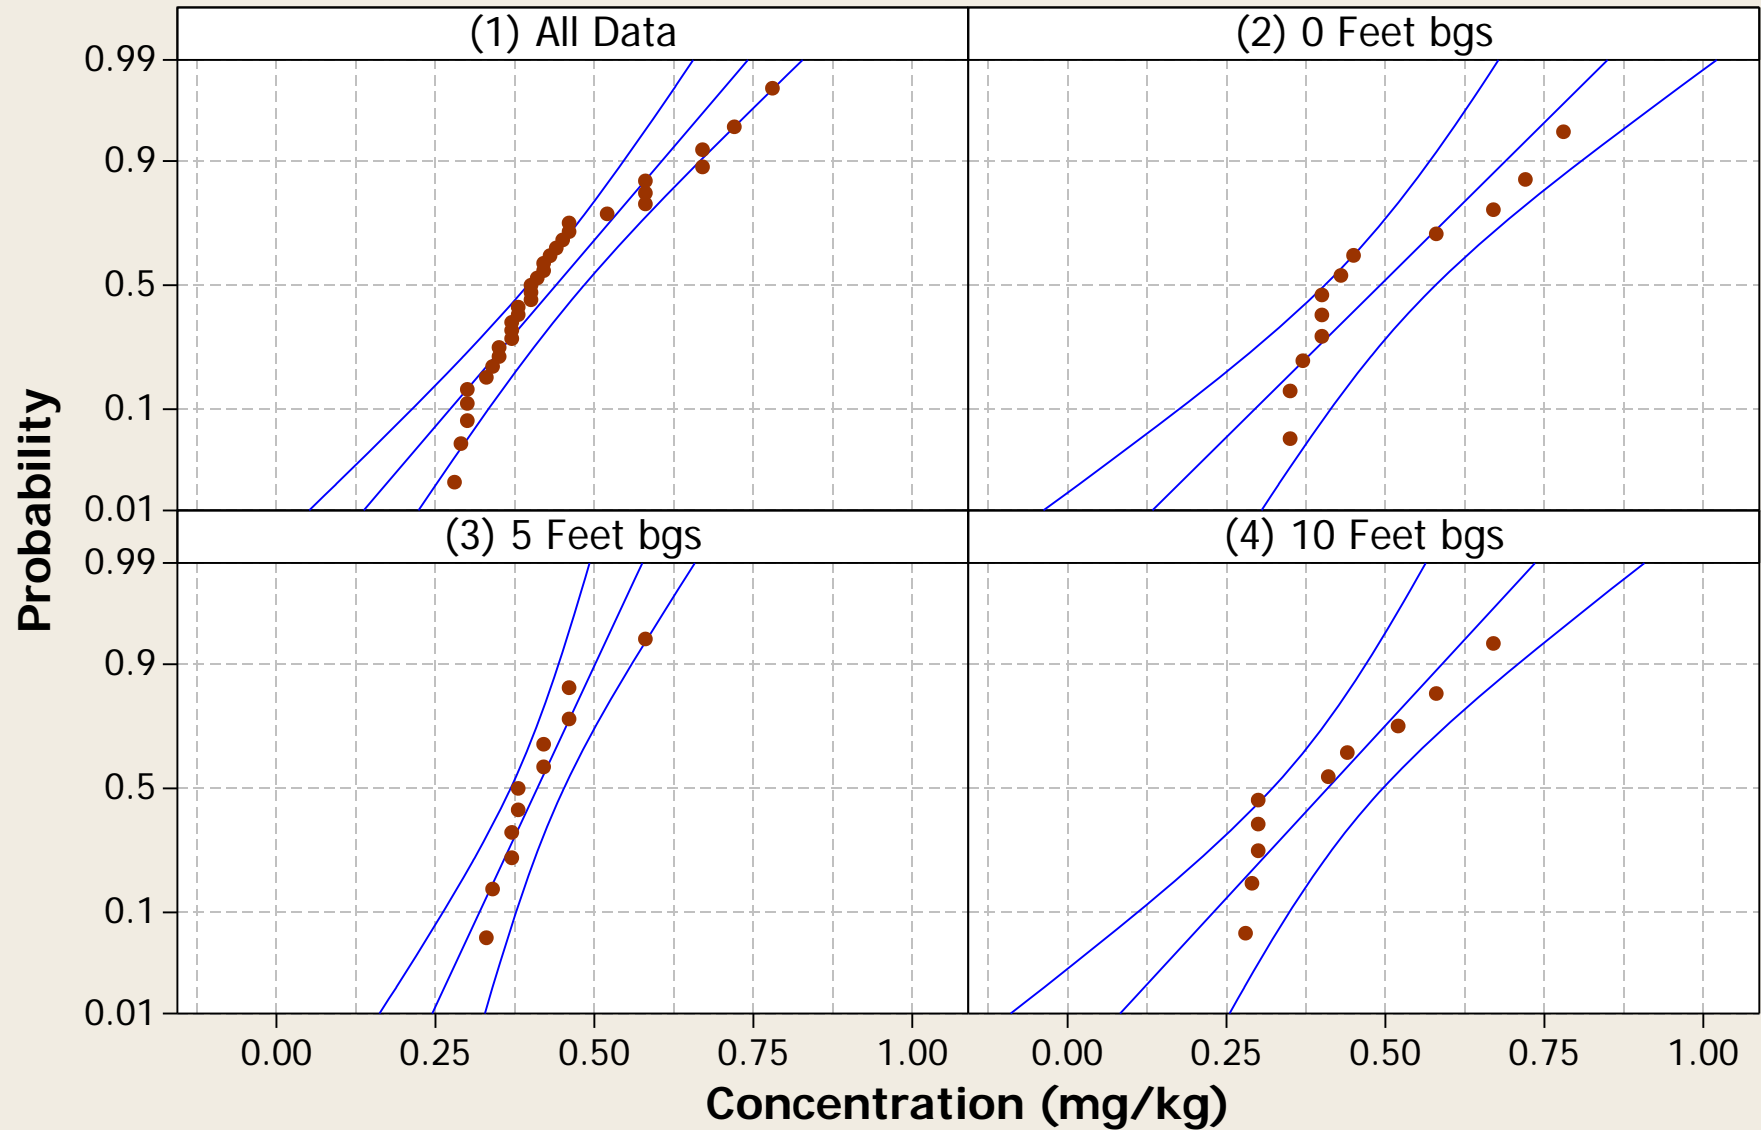 (1) All Data
(2) 0 Feet bgs
0.99
0.9
0.5
0.1
0.01
(3) 5 Feet bgs
(4) 10 Feet bgs
0.99
0.9
0.5
0.1
0.01
Probability
0.00 0.25 0.50 0.75 1.00 0.00 0.25 0.50 0.75 1.00
Concentration (mg/kg)